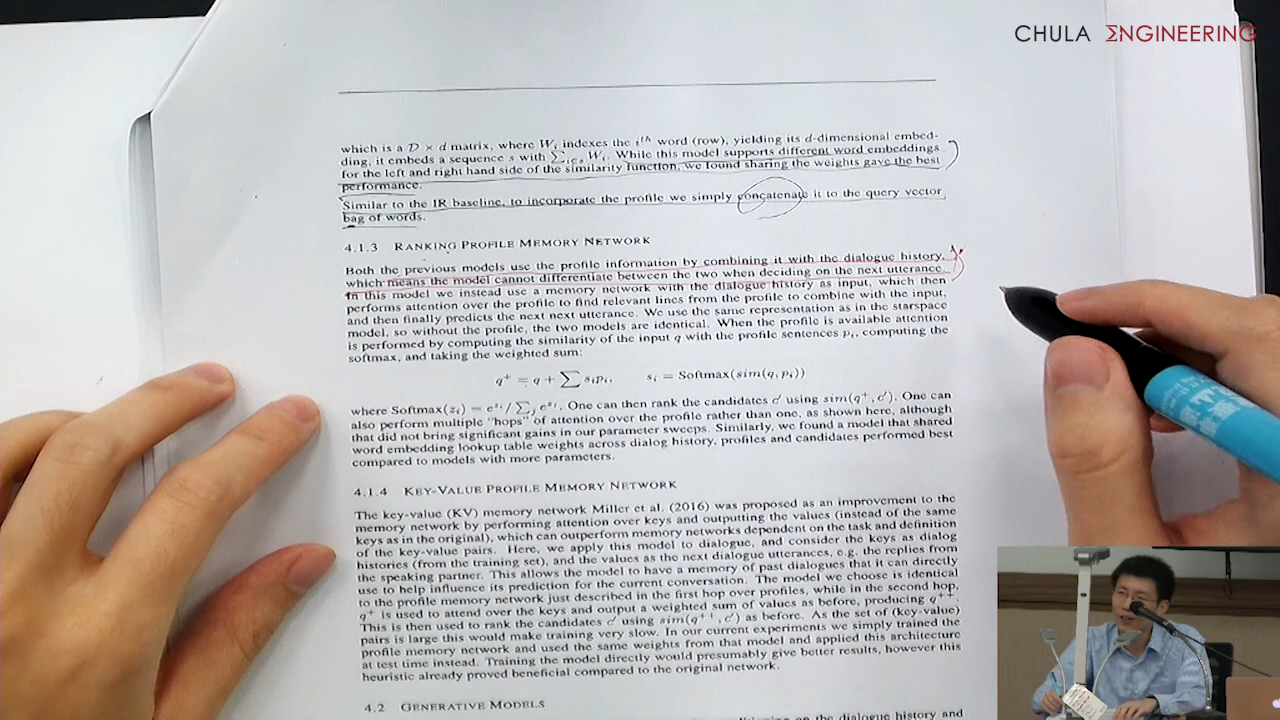 CHULA ΣNGINEERING
which is a D × d matrix, where W_i indexes the i^th word (row), yielding its d-dimensional embed-
ding, it embeds a sequence s with ∑_{i∈s} W_i. While this model supports different word embeddings
for the left and right hand side of the similarity function, we found sharing the weights gave the best
performance.
Similar to the IR baseline, to incorporate the profile we simply concatenate it to the query vector
bag of words.
4.1.3 RANKING PROFILE MEMORY NETWORK
Both the previous models use the profile information by combining it with the dialogue history,
which means the model cannot differentiate between the two when deciding on the next utterance.
In this model we instead use a memory network with the dialogue history as input, which then
performs attention over the profile to find relevant lines from the profile to combine with the input,
and then finally predicts the next next utterance. We use the same representation as in the starspace
model, so without the profile, the two models are identical. When the profile is available attention
is performed by computing the similarity of the input q with the profile sentences p_i, computing the
softmax, and taking the weighted sum:
q^+ = q + ∑ s_i p_i, s_i = Softmax(sim(q, p_i))
where Softmax(z_i) = e^{z_i} / ∑_j e^{z_j}. One can then rank the candidates c′ using sim(q^+, c′). One can
also perform multiple "hops" of attention over the profile rather than one, as shown here, although
that did not bring significant gains in our parameter sweeps. Similarly, we found a model that shared
word embedding lookup table weights across dialog history, profiles and candidates performed best
compared to models with more parameters.
4.1.4 KEY-VALUE PROFILE MEMORY NETWORK
The key-value (KV) memory network Miller et al. (2016) was proposed as an improvement to the
memory network by performing attention over keys and outputting the values (instead of the same
keys as in the original), which can outperform memory networks dependent on the task and definition
of the key-value pairs. Here, we apply this model to dialogue, and consider the keys as dialog
histories (from the training set), and the values as the next dialogue utterances, e.g. the replies from
the speaking partner. This allows the model to have a memory of past dialogues that it can directly
use to help influence its prediction for the current conversation. The model we choose is identical
to the profile memory network just described in the first hop over profiles, while in the second hop,
q^+ is used to attend over the keys and output a weighted sum of values as before, producing q^{++}.
This is then used to rank the candidates c′ using sim(q^{++}, c′) as before. As the set of (key-value)
pairs is large this would make training very slow. In our current experiments we simply trained the
profile memory network and used the same weights from that model and applied this architecture
at test time instead. Training the model directly would presumably give better results, however this
heuristic already proved beneficial compared to the original network.
4.2 GENERATIVE MODELS
on the dialogue history and